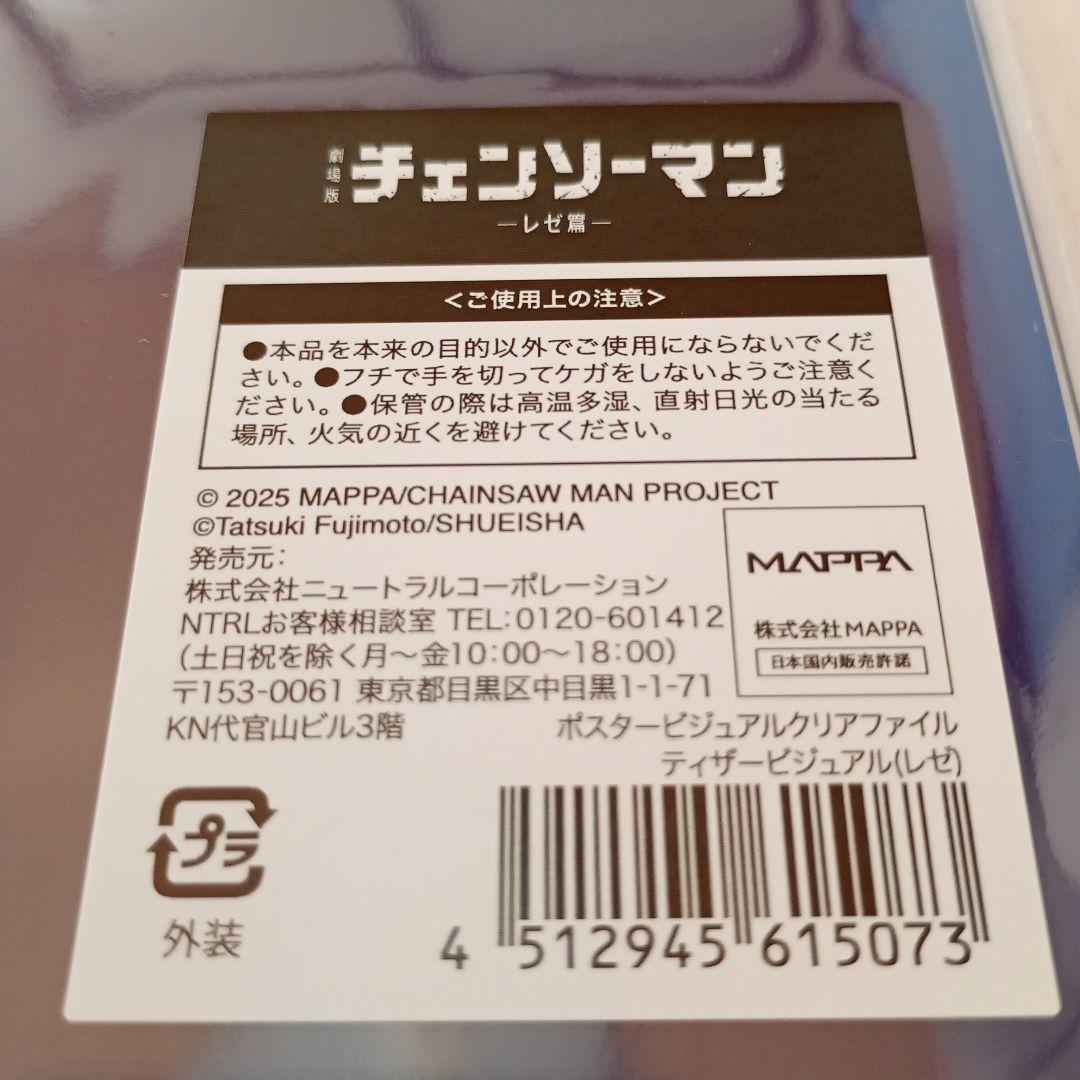 劇場版 チェンソーマン
―レゼ篇―
＜ご使用上の注意＞
●本品を本来の目的以外でご使用にならないでくだ
さい。●フチで手を切ってケガをしないようご注意く
ださい。●保管の際は高温多湿、直射日光の当たる
場所、火気の近くを避けてください。
© 2025 MAPPA/CHAINSAW MAN PROJECT
©Tatsuki Fujimoto/SHUEISHA
発売元：
株式会社ニュートラルコーポレーション
NTRLお客様相談室 TEL：0120-601412
（土日祝を除く月～金10：00～18：00）
〒153-0061 東京都目黒区中目黒1-1-71
KN代官山ビル3階
MAPPA
株式会社MAPPA
日本国内販売許諾
ポスタービジュアルクリアファイル
ティザービジュアル(レゼ)
プラ
外装
4 512945 615073